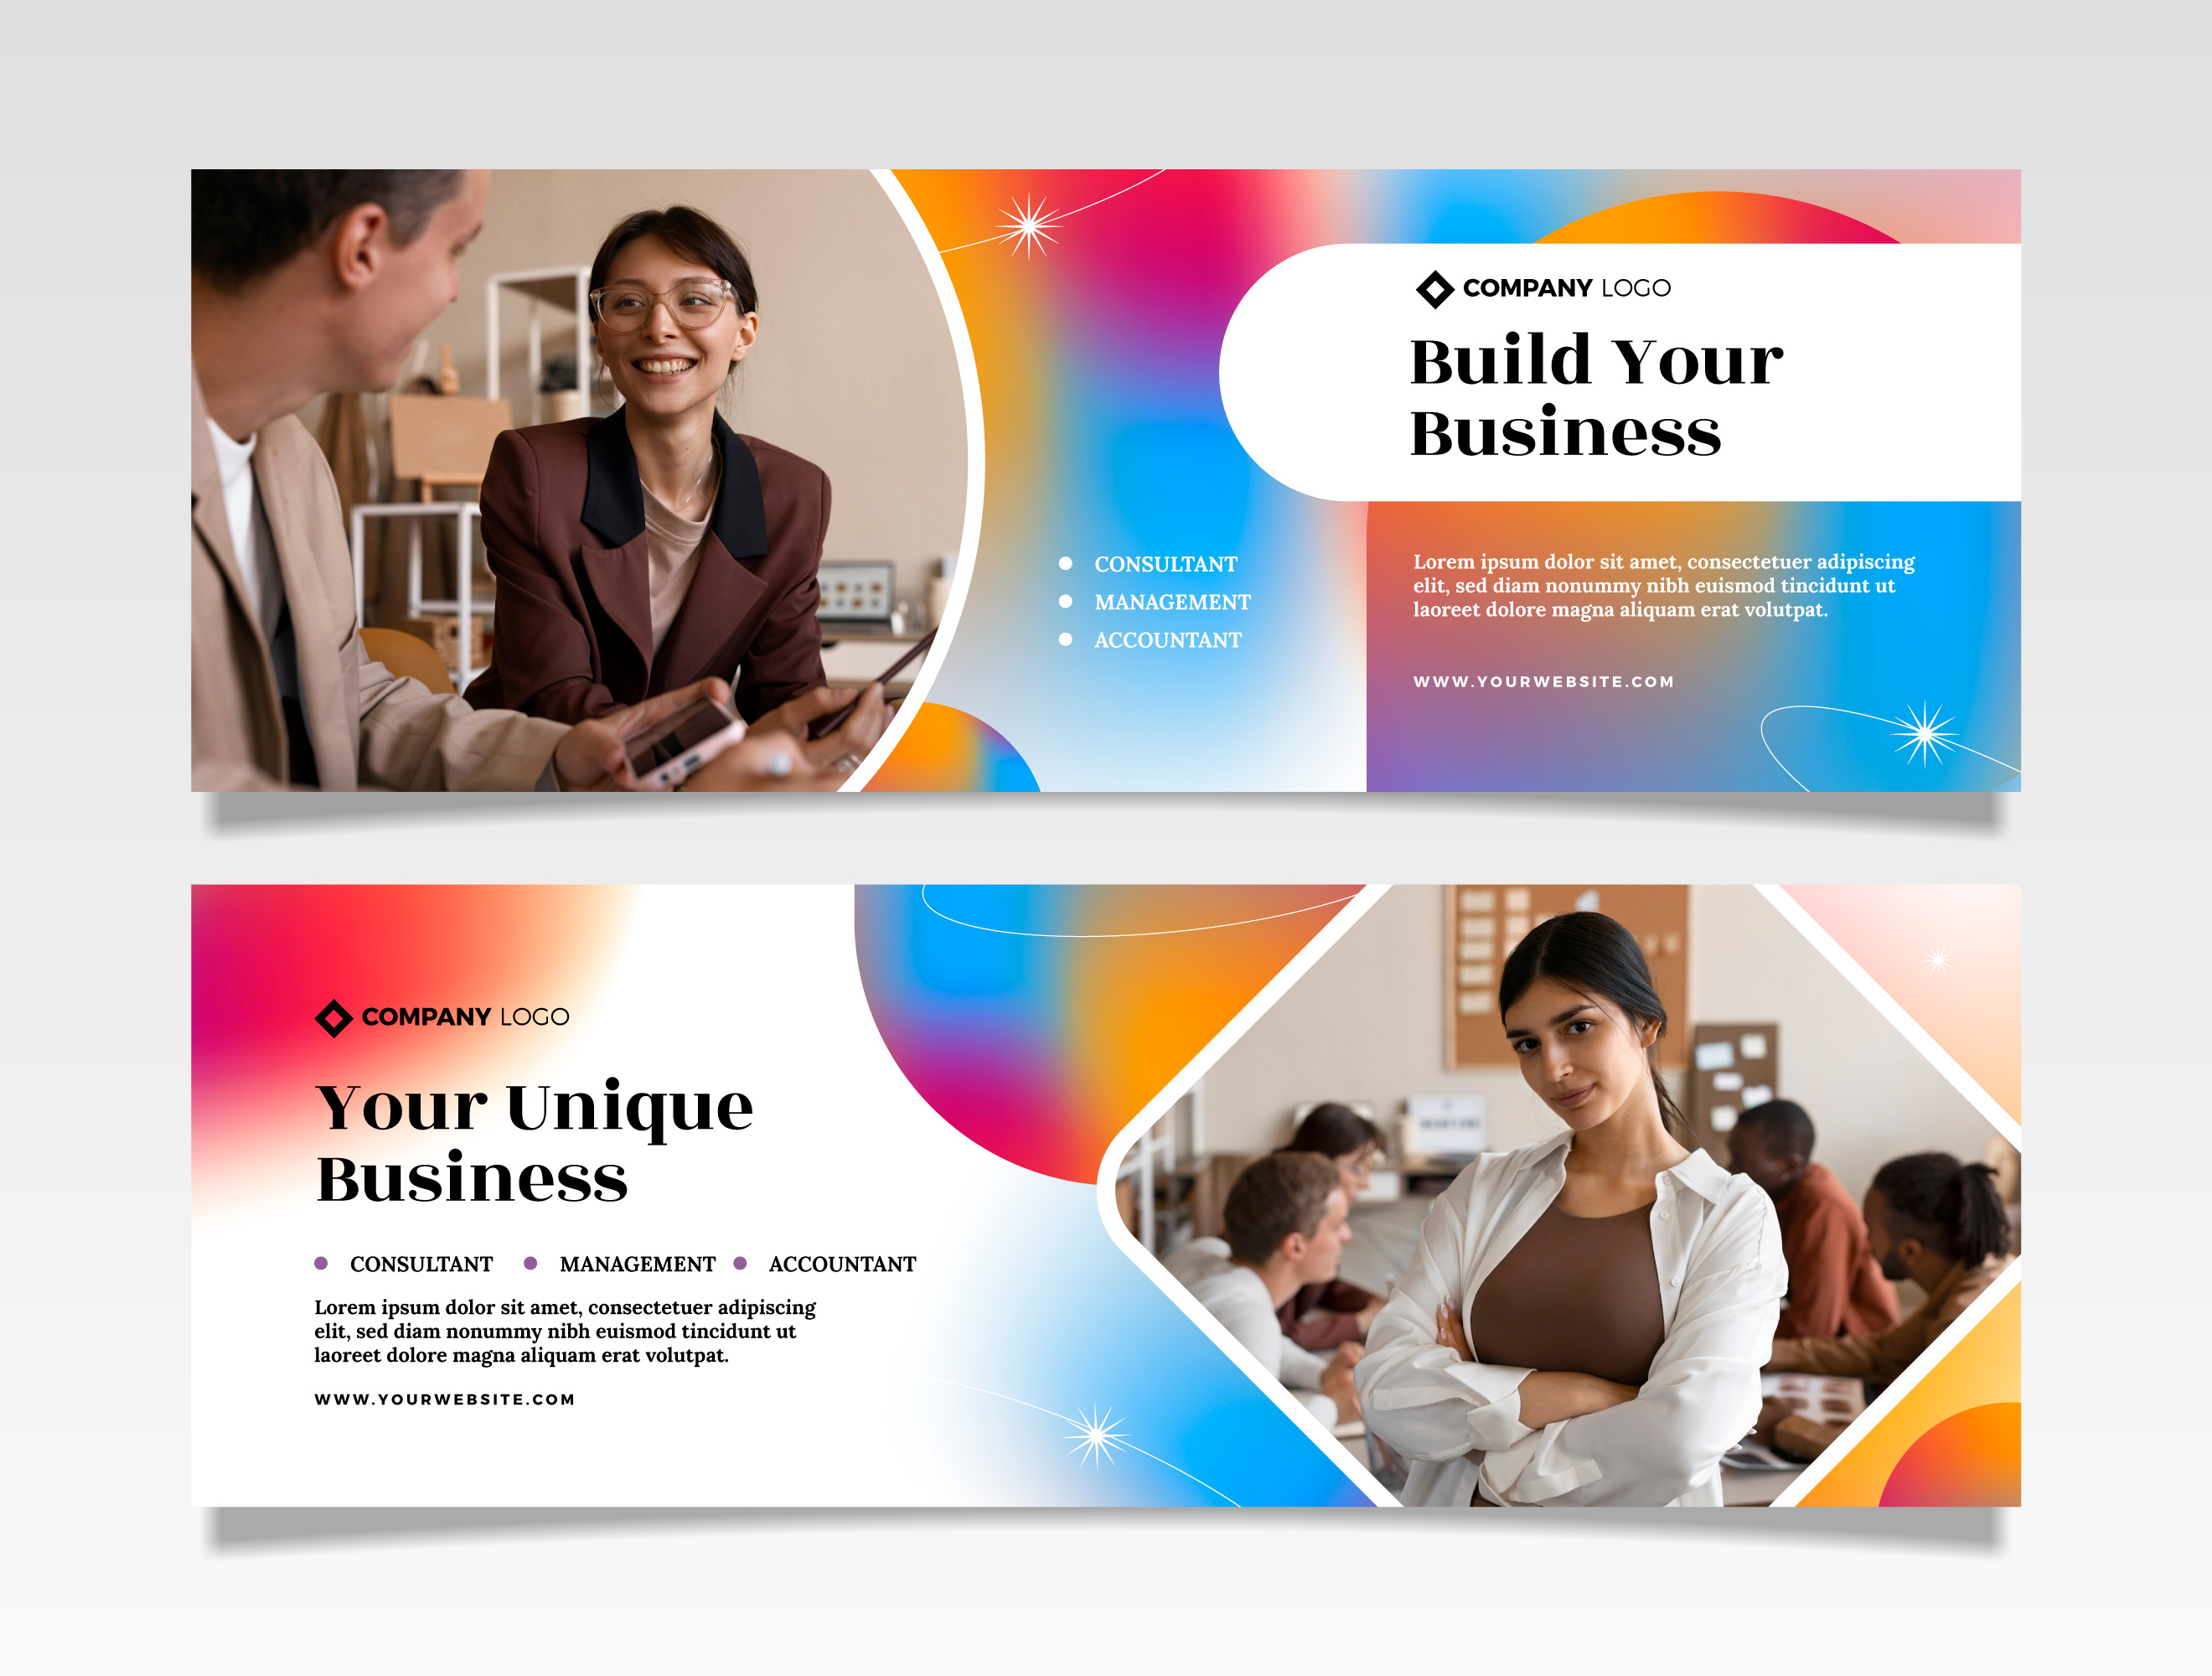 COMPANY LOGO
Build Your
Business
CONSULTANT
MANAGEMENT
ACCOUNTANT
Lorem ipsum dolor sit amet, consectetuer adipiscing
elit, sed diam nonummy nibh euismod tincidunt ut
laoreet dolore magna aliquam erat volutpat.
WWW.YOURWEBSITE.COM
COMPANY LOGO
Your Unique
Business
CONSULTANT MANAGEMENT ACCOUNTANT
Lorem ipsum dolor sit amet, consectetuer adipiscing
elit, sed diam nonummy nibh euismod tincidunt ut
laoreet dolore magna aliquam erat volutpat.
WWW.YOURWEBSITE.COM